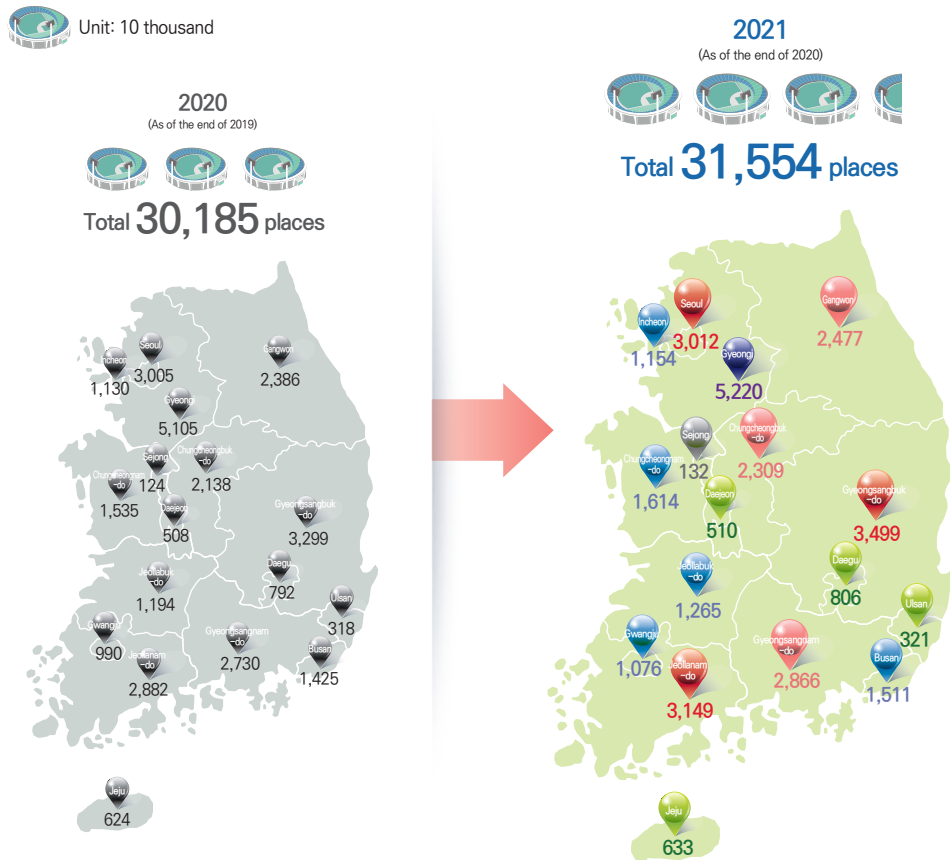 Unit: 10 thousand
2020
(As of the end of 2019)
Total 30,185 places
Seoul
3,005
Incheon
1,130
Gangwon
2,386
Gyeongi
5,105
Sejong
124
Chungcheongbuk
-do
2,138
Chungcheongnam
-do
1,535
Daejeon
508
Gyeongsangbuk
-do
3,299
Daegu
792
Jeollabuk
-do
1,194
Ulsan
318
Gwangju
990
Gyeongsangnam
-do
2,730
Busan
1,425
Jeollanam
-do
2,882
Jeju
624
2021
(As of the end of 2020)
Total 31,554 places
Seoul
3,012
Incheon
1,154
Gangwon
2,477
Gyeongi
5,220
Sejong
132
Chungcheongbuk
-do
2,309
Chungcheongnam
-do
1,614
Daejeon
510
Gyeongsangbuk
-do
3,499
Daegu
806
Jeollabuk
-do
1,265
Ulsan
321
Gwangju
1,076
Gyeongsangnam
-do
2,866
Busan
1,511
Jeollanam
-do
3,149
Jeju
633